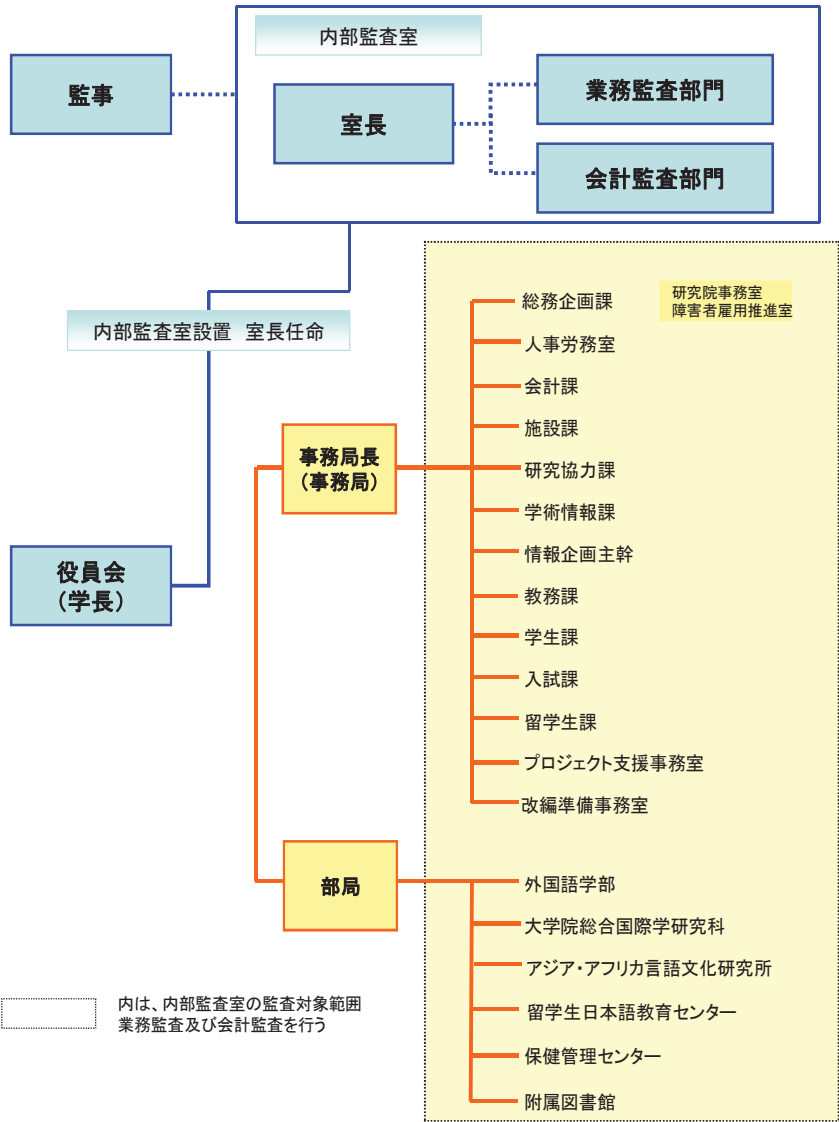 内部監査室
監事
室長
業務監査部門
会計監査部門
内部監査室設置 室長任命
役員会
（学長）
事務局長
（事務局）
総務企画課
研究院事務室
障害者雇用推進室
人事労務室
会計課
施設課
研究協力課
学術情報課
情報企画主幹
教務課
学生課
入試課
留学生課
プロジェクト支援事務室
改編準備事務室
部局
外国語学部
大学院総合国際学研究科
アジア・アフリカ言語文化研究所
留学生日本語教育センター
保健管理センター
附属図書館
内は、内部監査室の監査対象範囲
業務監査及び会計監査を行う